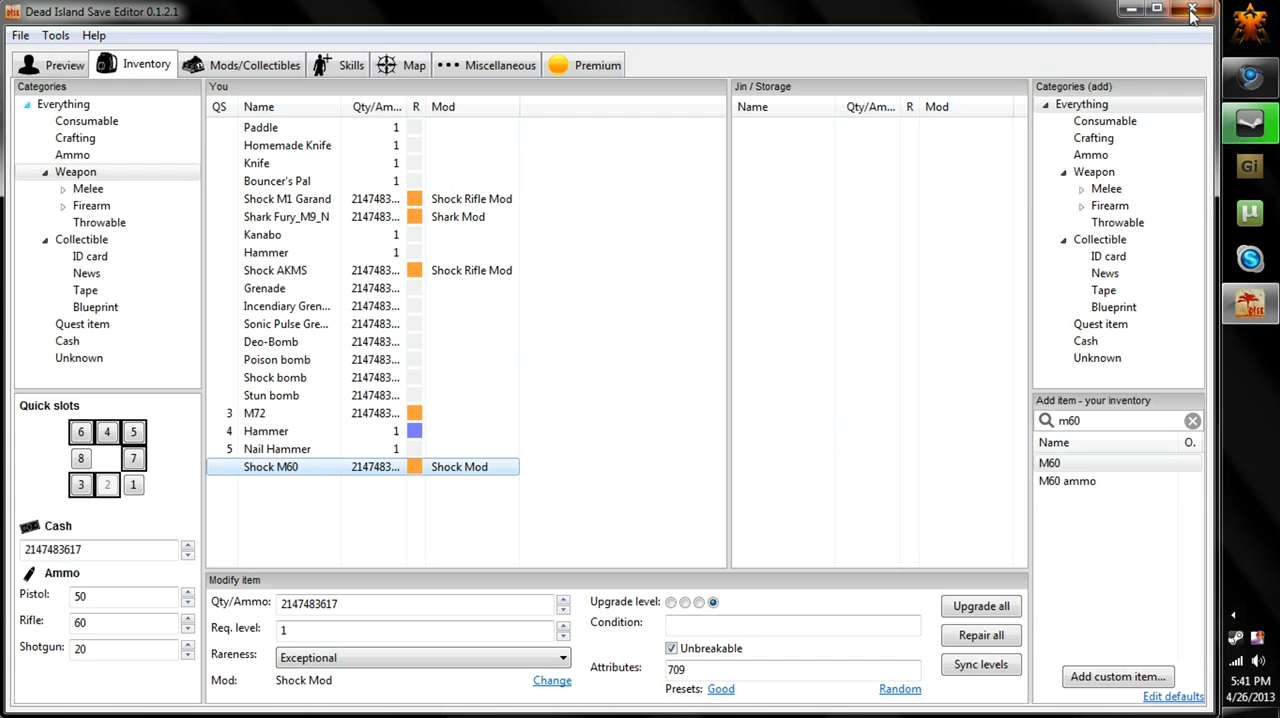 Dead Island Save Editor 0.1.2.1
File Tools Help
Preview Inventory Mods/Collectibles Skills Map Miscellaneous Premium
Categories
Everything
Consumable
Crafting
Ammo
Weapon
Melee
Firearm
Throwable
Collectible
ID card
News
Tape
Blueprint
Quest item
Cash
Unknown
Quick slots
6 4 5
8 7
3 2 1
Cash
2147483617
Ammo
Pistol: 50
Rifle: 60
Shotgun: 20
You
QS Name Qty/Am... R Mod
Paddle 1
Homemade Knife 1
Knife 1
Bouncer's Pal 1
Shock M1 Garand 2147483... Shock Rifle Mod
Shark Fury_M9_N 2147483... Shark Mod
Kanabo 1
Hammer 1
Shock AKMS 2147483... Shock Rifle Mod
Grenade 2147483...
Incendiary Gren... 2147483...
Sonic Pulse Gre... 2147483...
Deo-Bomb 2147483...
Poison bomb 2147483...
Shock bomb 2147483...
Stun bomb 2147483...
3 M72 2147483...
4 Hammer 1
5 Nail Hammer 1
Shock M60 2147483... Shock Mod
Jin / Storage
Name Qty/Am... R Mod
Modify item
Qty/Ammo: 2147483617
Req. level: 1
Rareness: Exceptional
Mod: Shock Mod Change
Upgrade level:
Condition:
Unbreakable
Attributes: 709
Presets: Good Random
Upgrade all
Repair all
Sync levels
Categories (add)
Everything
Consumable
Crafting
Ammo
Weapon
Melee
Firearm
Throwable
Collectible
ID card
News
Tape
Blueprint
Quest item
Cash
Unknown
Add item - your inventory
m60
Name O.
M60
M60 ammo
Add custom item...
Edit defaults
Gi
5:41 PM
4/26/2013